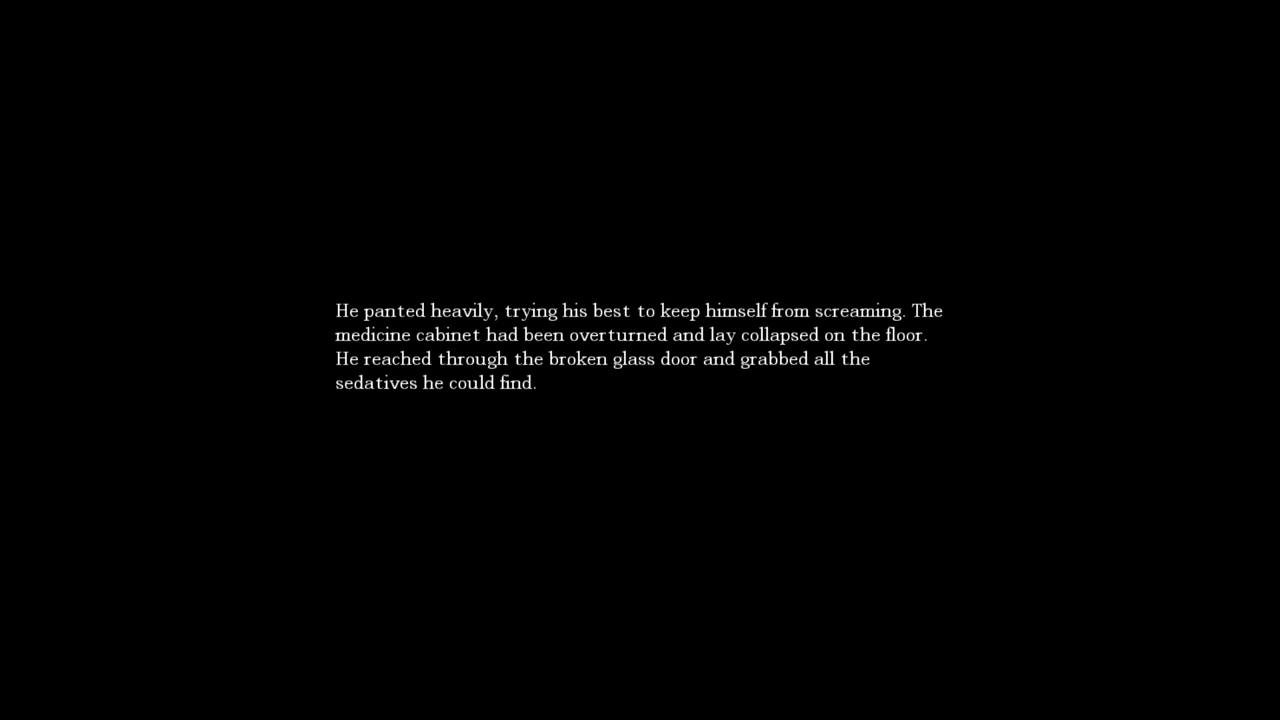 He panted heavily, trying his best to keep himself from screaming. The
medicine cabinet had been overturned and lay collapsed on the floor.
He reached through the broken glass door and grabbed all the
sedatives he could find.